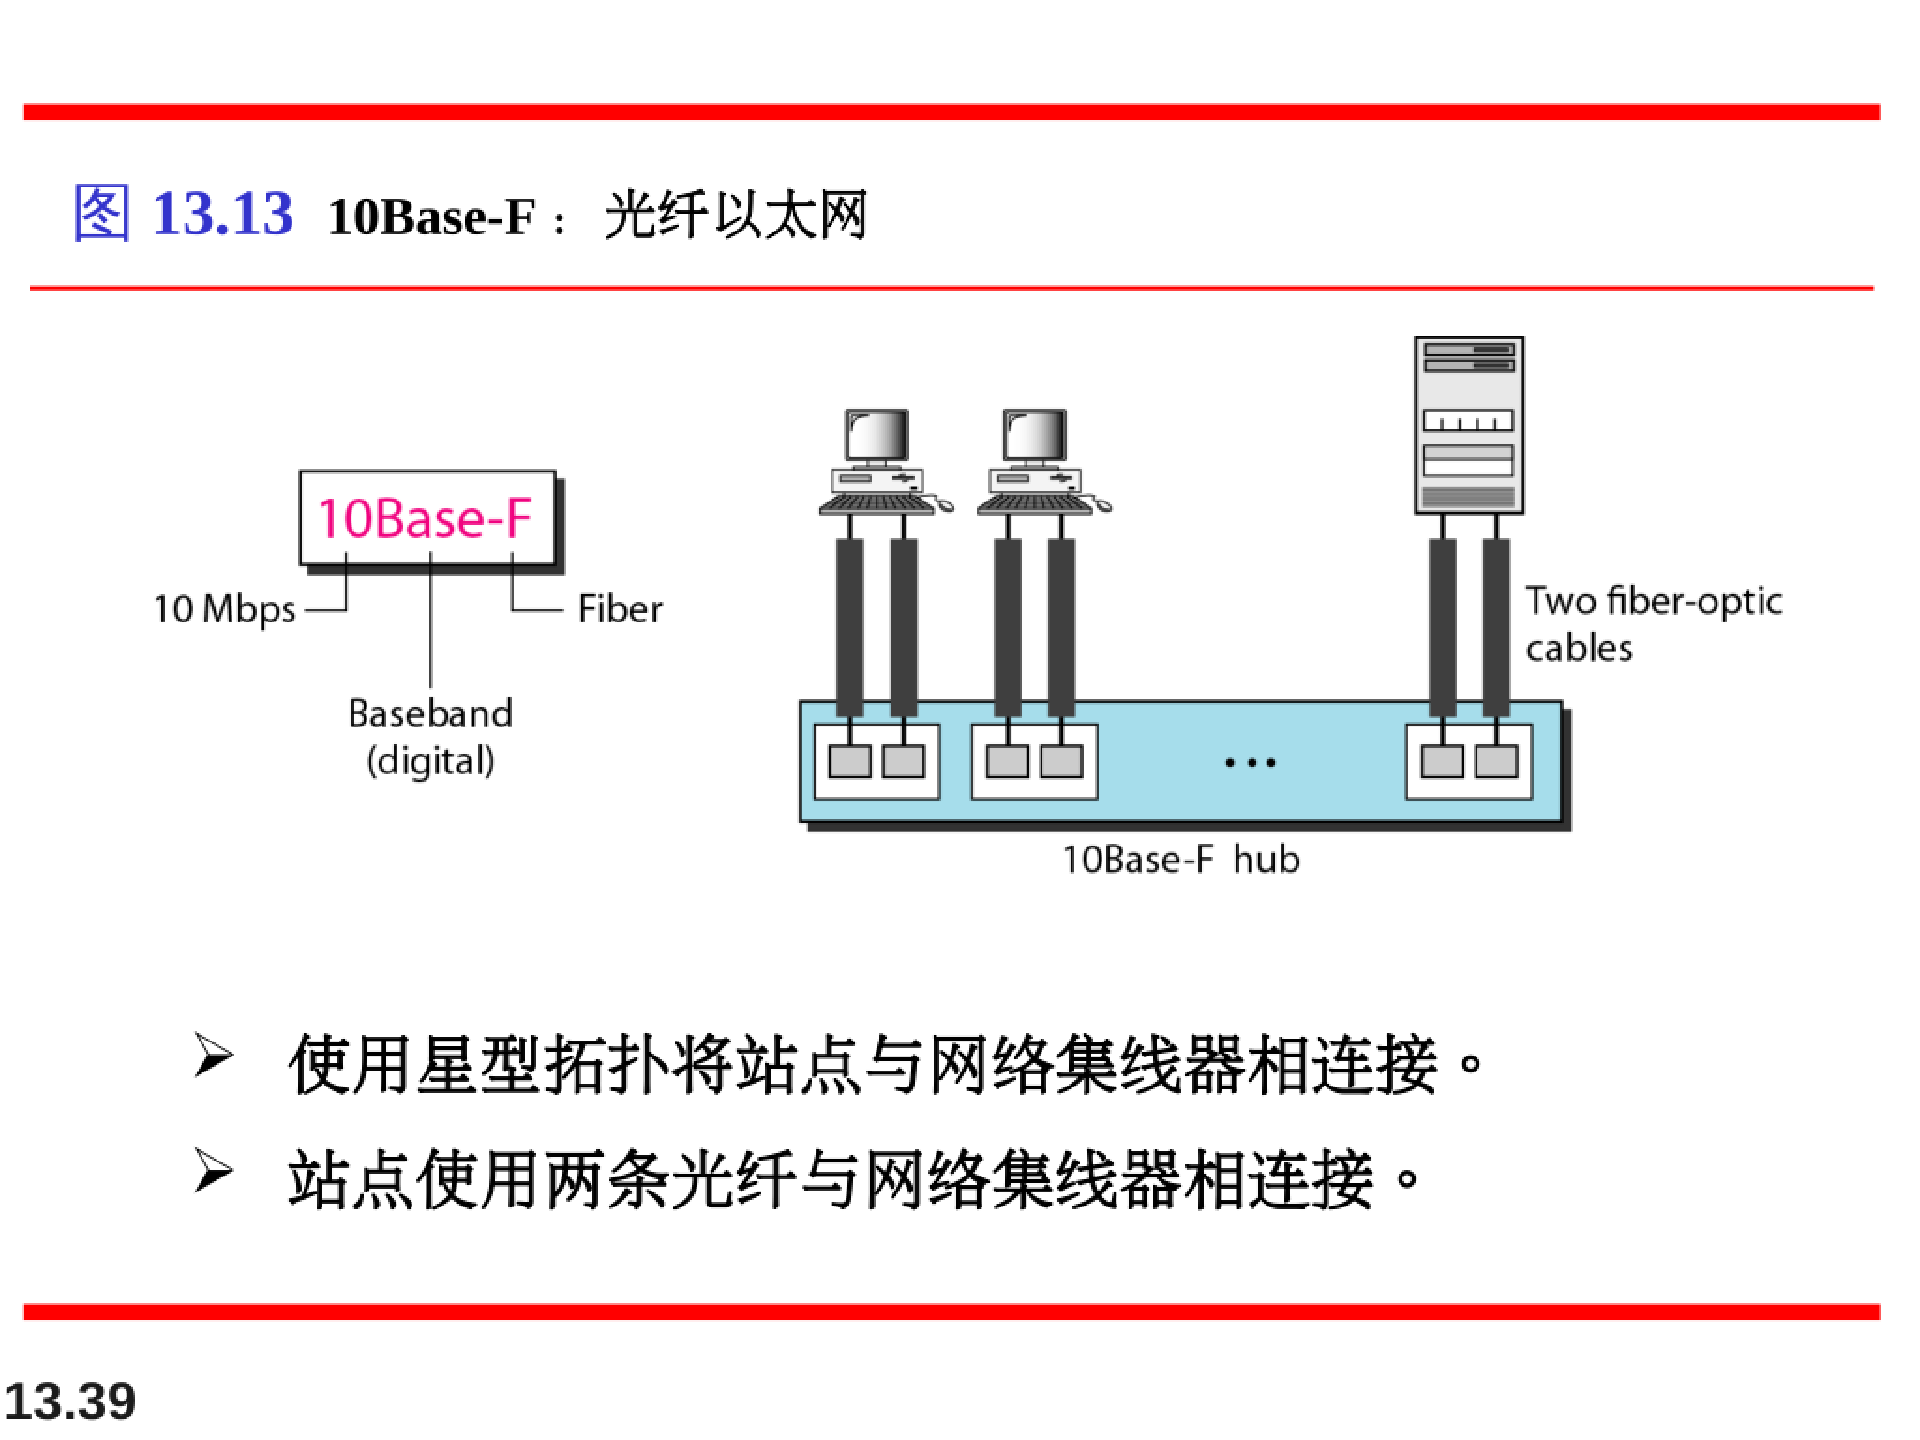 图 13.13 10Base-F： 光纤以太网
10Base-F
10 Mbps
Fiber
Baseband
(digital)
Two fiber-optic
cables
...
10Base-F hub
使用星型拓扑将站点与网络集线器相连接。
站点使用两条光纤与网络集线器相连接。
13.39